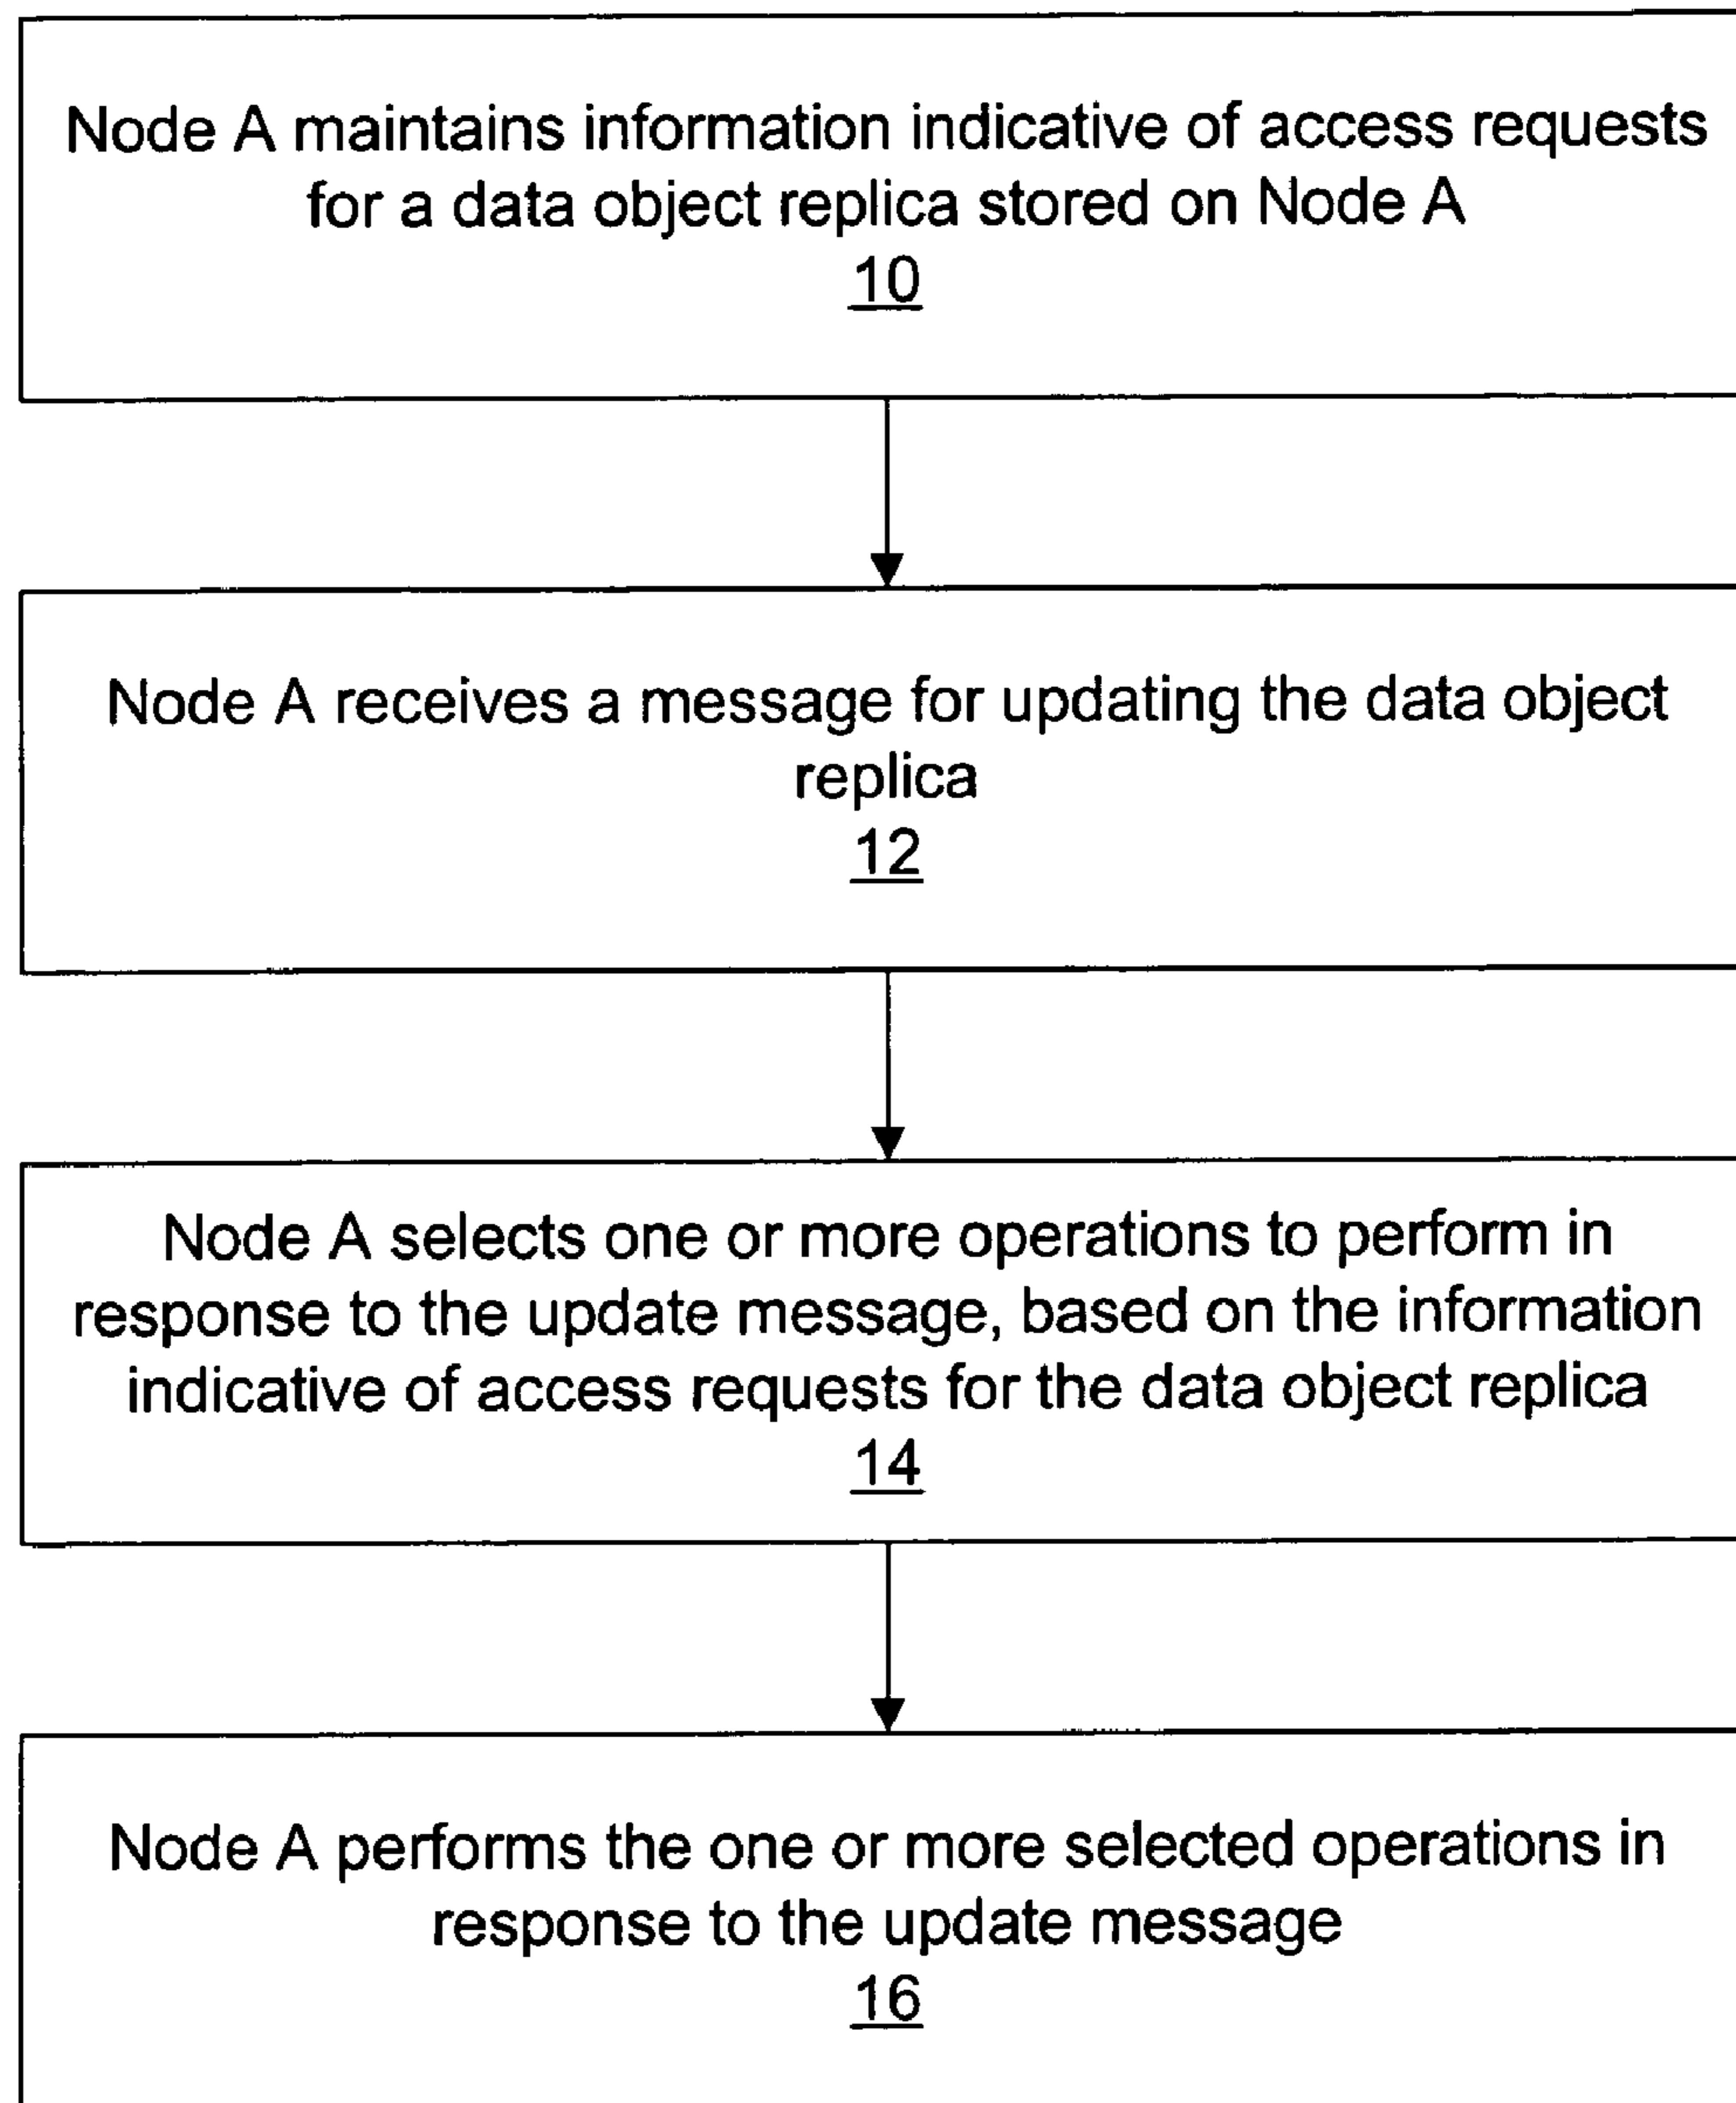 Node A maintains information indicative of access requests
for a data object replica stored on Node A
10
Node A receives a message for updating the data object
replica
12
Node A selects one or more operations to perform in
response to the update message, based on the information
indicative of access requests for the data object replica
14
Node A performs the one or more selected operations in
response to the update message
16